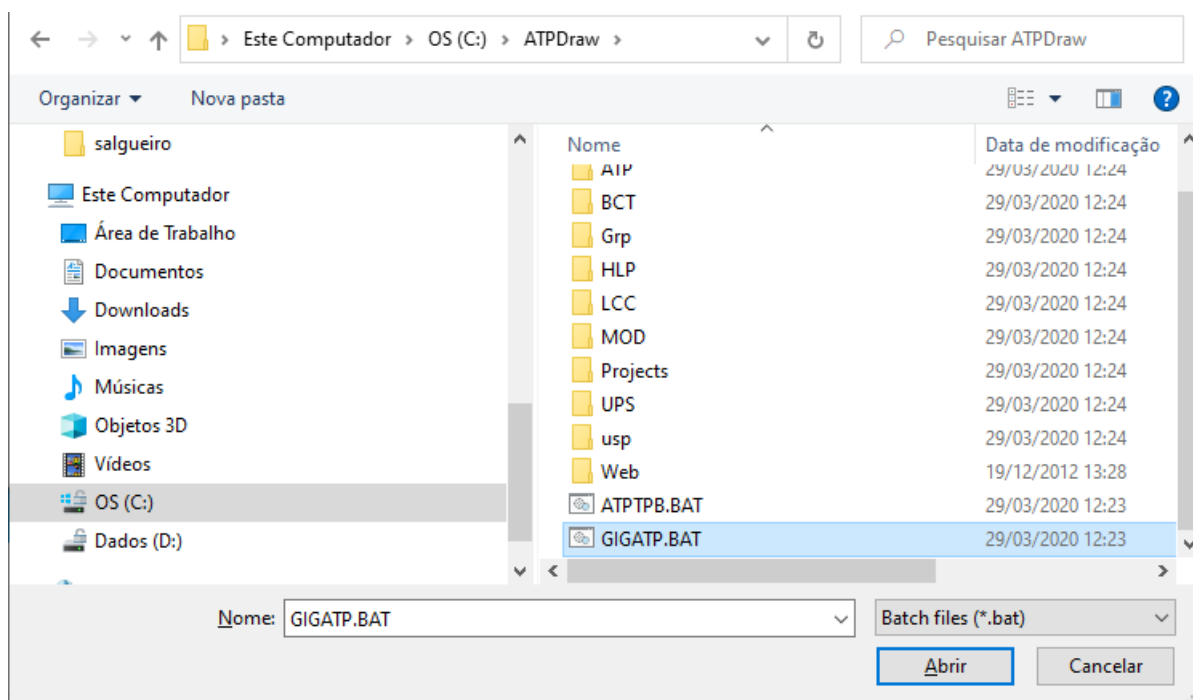 Este Computador > OS (C:) > ATPDraw >
Pesquisar ATPDraw
Organizar
Nova pasta
?
salgueiro
Este Computador
Área de Trabalho
Documentos
Downloads
Imagens
Músicas
Objetos 3D
Vídeos
OS (C:)
Dados (D:)
Nome Data de modificação
ATP 29/03/2020 12:24
BCT 29/03/2020 12:24
Grp 29/03/2020 12:24
HLP 29/03/2020 12:24
LCC 29/03/2020 12:24
MOD 29/03/2020 12:24
Projects 29/03/2020 12:24
UPS 29/03/2020 12:24
usp 29/03/2020 12:24
Web 19/12/2012 13:28
ATPTPB.BAT 29/03/2020 12:23
GIGATP.BAT 29/03/2020 12:23
Nome: GIGATP.BAT
Batch files (*.bat)
Abrir
Cancelar